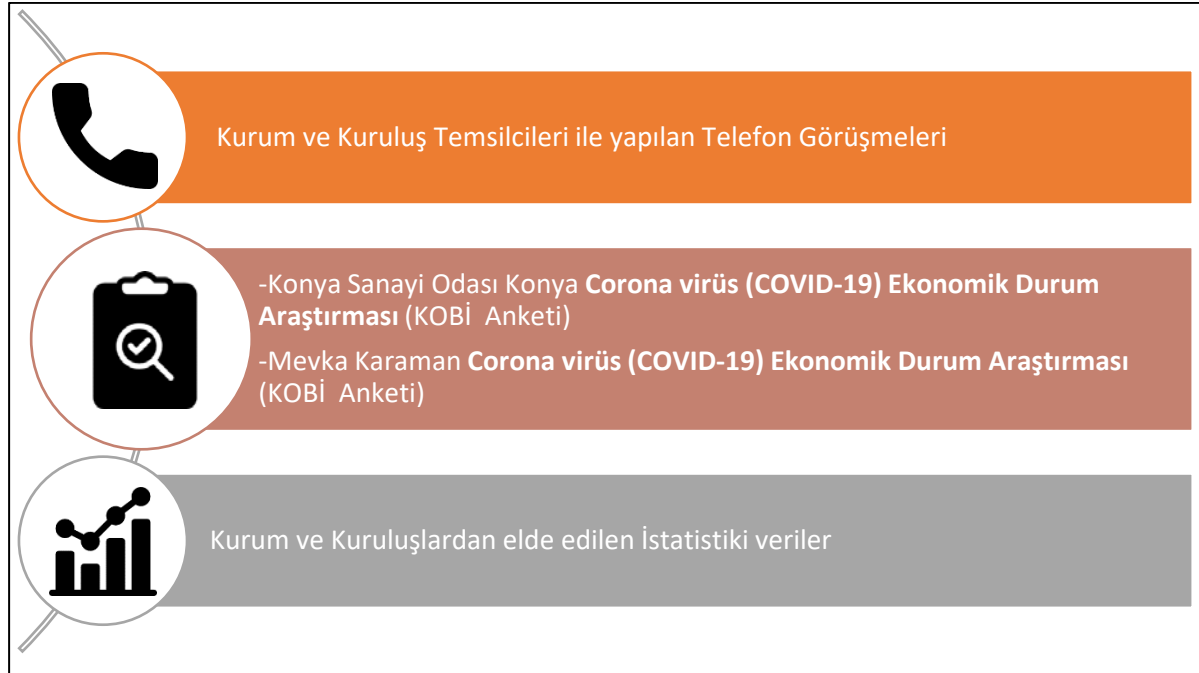 Kurum ve Kuruluş Temsilcileri ile yapılan Telefon Görüşmeleri
-Konya Sanayi Odası Konya Corona virüs (COVID-19) Ekonomik Durum
Araştırması (KOBİ  Anketi)
-Mevka Karaman Corona virüs (COVID-19) Ekonomik Durum Araştırması
(KOBİ  Anketi)
Kurum ve Kuruluşlardan elde edilen İstatistiki veriler